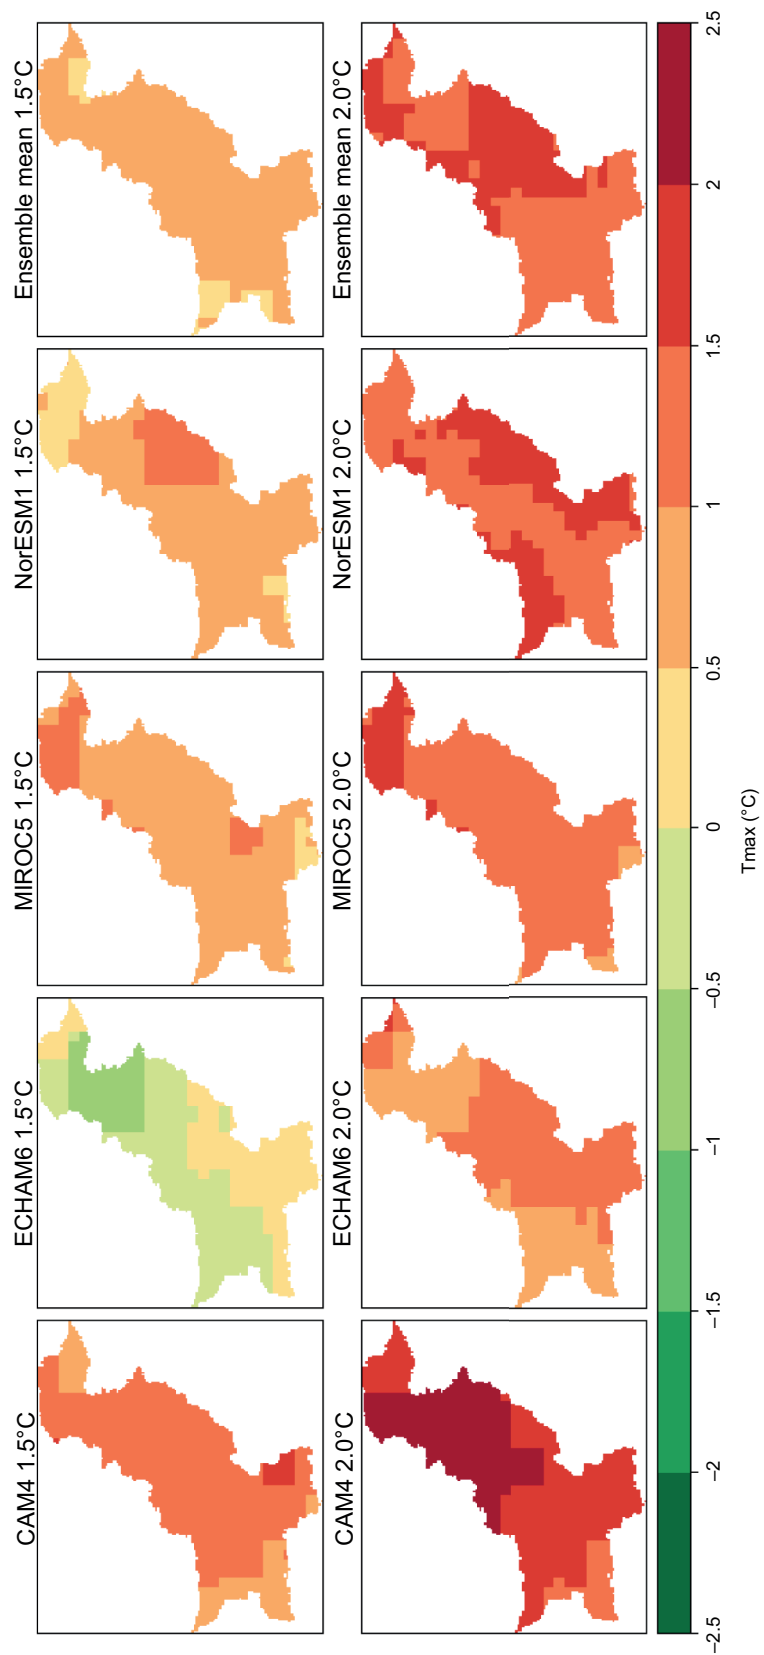 CAM4 1.5°C
ECHAM6 1.5°C
MIROC5 1.5°C
NorESM1 1.5°C
Ensemble mean 1.5°C
CAM4 2.0°C
ECHAM6 2.0°C
MIROC5 2.0°C
NorESM1 2.0°C
Ensemble mean 2.0°C
−2.5 −2 −1.5 −1 −0.5 0 0.5 1 1.5 2 2.5
Tmax (°C)